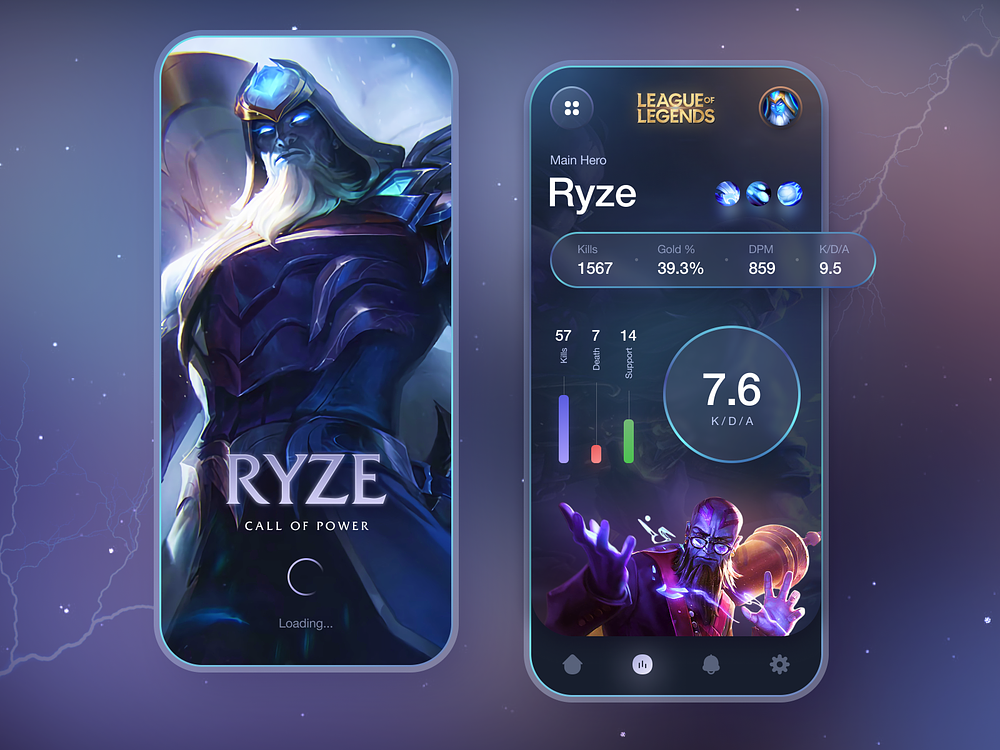 RYZE
CALL OF POWER
Loading...
LEAGUE OF
LEGENDS
Main Hero
Ryze
Kills Gold % DPM K/D/A
1567 39.3% 859 9.5
57 7 14
Kills Death Support
7.6
K/D/A